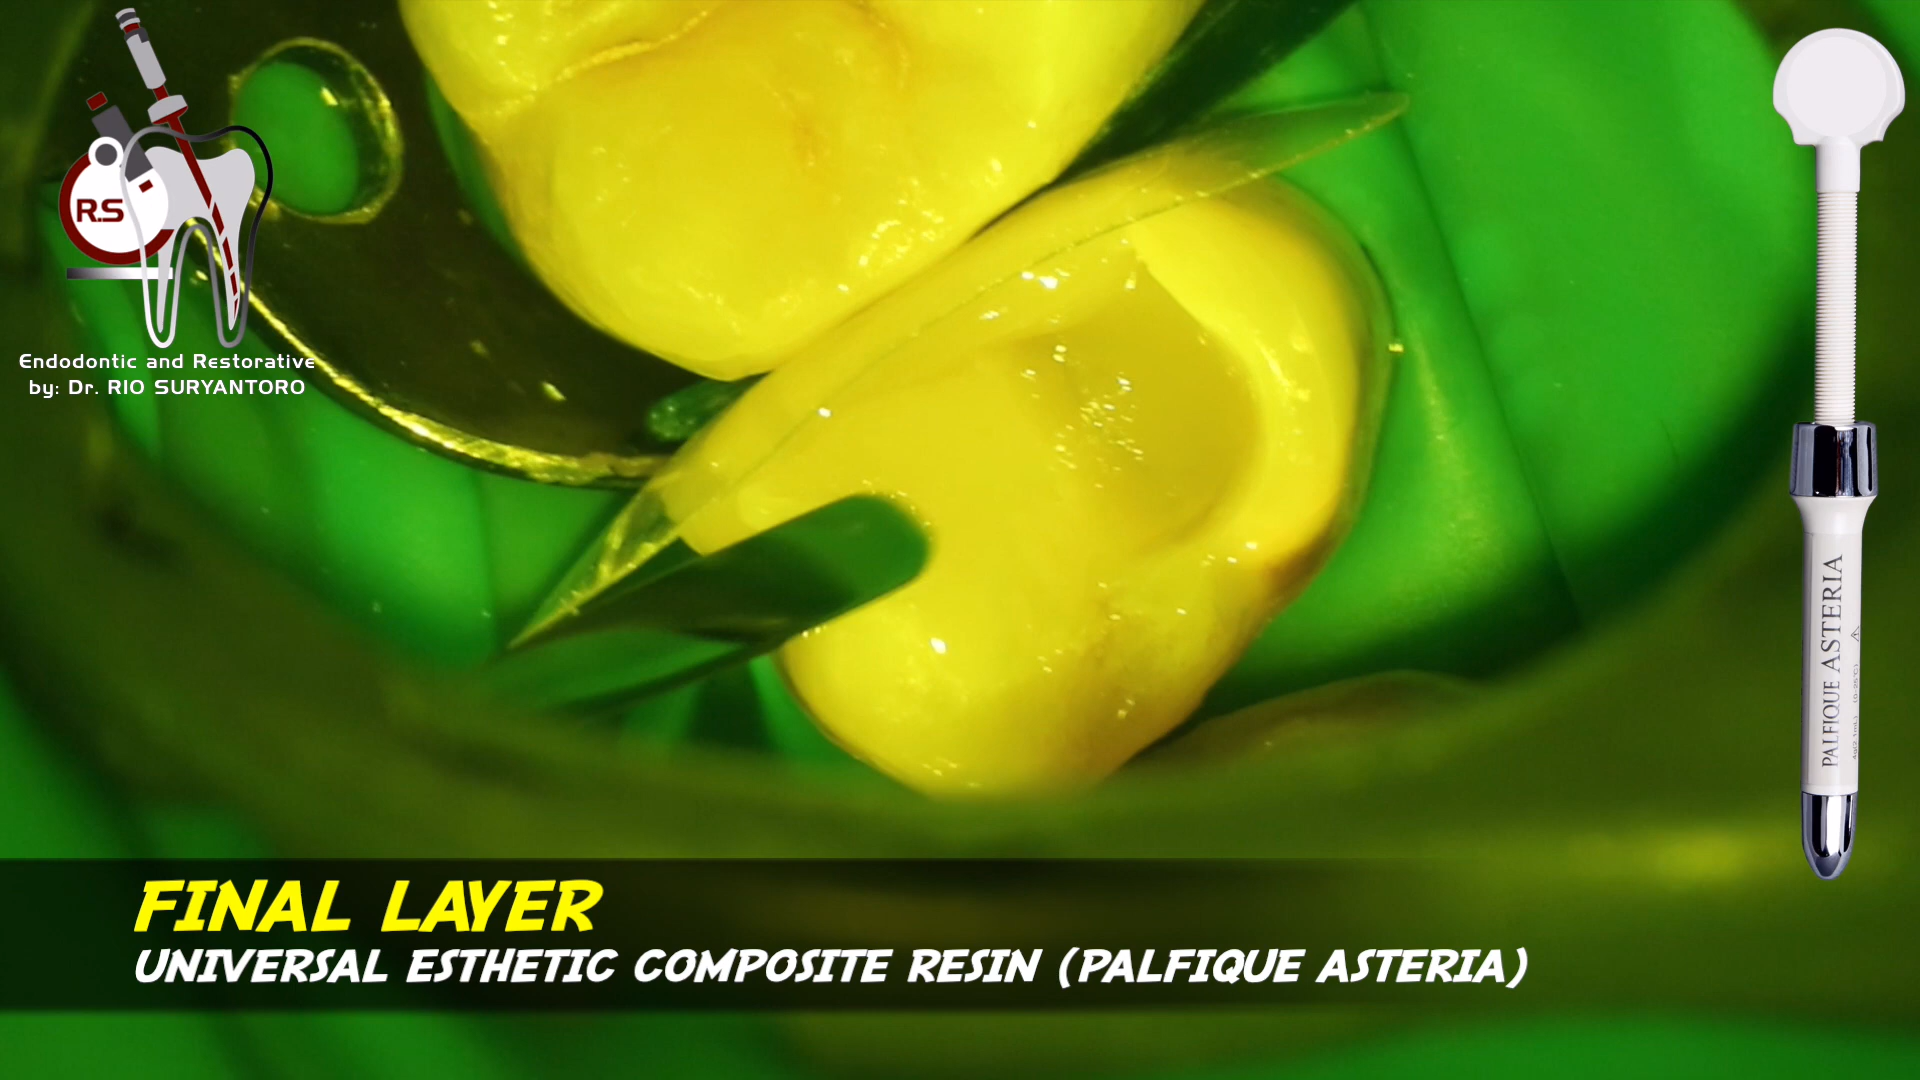 R.S
Endodontic and Restorative
by: Dr. RIO SURYANTORO
PALFIQUE ASTERIA
FINAL LAYER
UNIVERSAL ESTHETIC COMPOSITE RESIN (PALFIQUE ASTERIA)